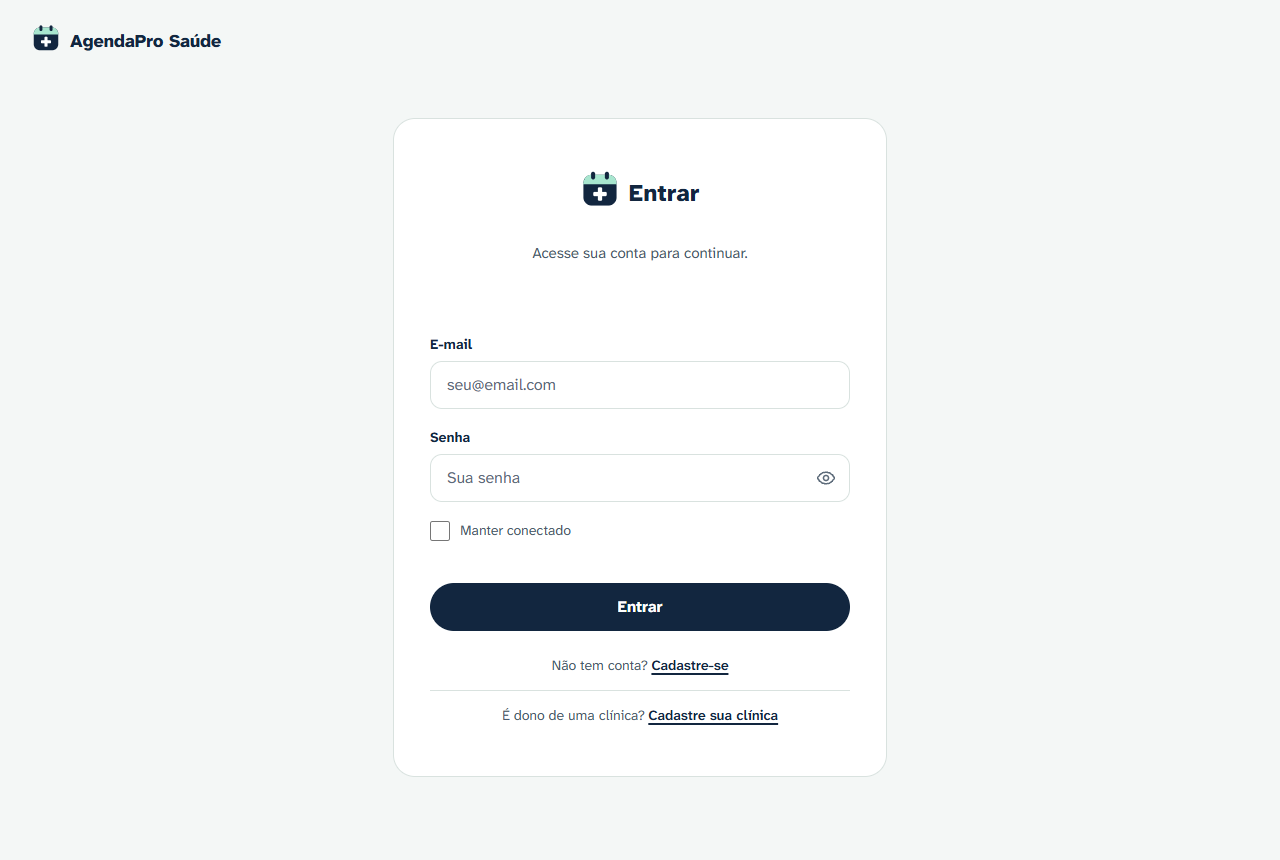 AgendaPro Saúde
Entrar
Acesse sua conta para continuar.
E-mail
seu@email.com
Senha
Sua senha
Manter conectado
Entrar
Não tem conta? Cadastre-se
É dono de uma clínica? Cadastre sua clínica